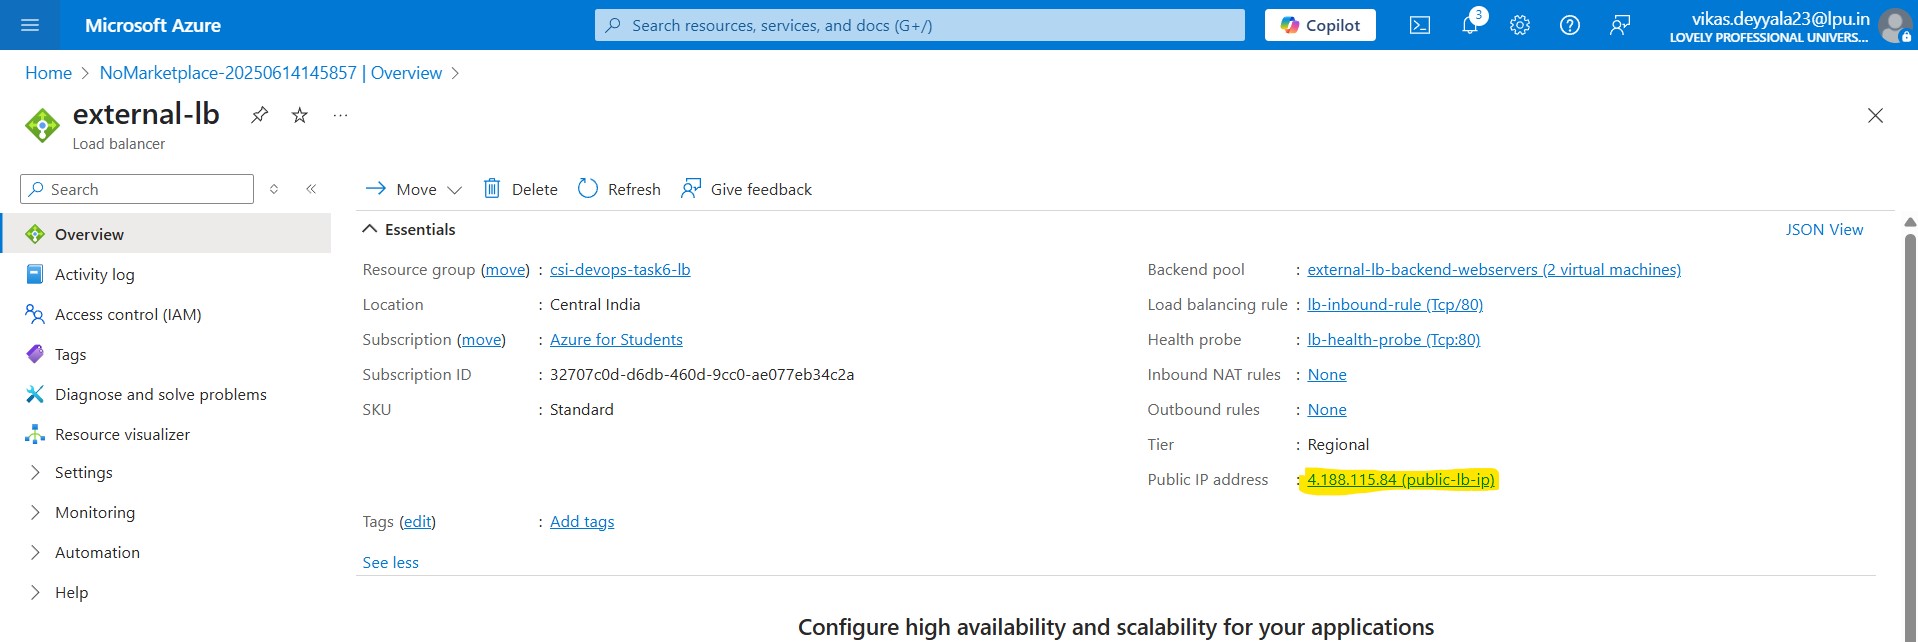 Microsoft Azure
Search resources, services, and docs (G+/)
Copilot
3
vikas.deyyala23@lpu.in
LOVELY PROFESSIONAL UNIVERS...
Home > NoMarketplace-20250614145857 | Overview >
external-lb
Load balancer
Search
Move
Delete
Refresh
Give feedback
Overview
Activity log
Access control (IAM)
Tags
Diagnose and solve problems
Resource visualizer
Settings
Monitoring
Automation
Help
Essentials
JSON View
Resource group (move) : csi-devops-task6-lb
Location : Central India
Subscription (move) : Azure for Students
Subscription ID : 32707c0d-d6db-460d-9cc0-ae077eb34c2a
SKU : Standard
Backend pool : external-lb-backend-webservers (2 virtual machines)
Load balancing rule : lb-inbound-rule (Tcp/80)
Health probe : lb-health-probe (Tcp:80)
Inbound NAT rules : None
Outbound rules : None
Tier : Regional
Public IP address : 4.188.115.84 (public-lb-ip)
Tags (edit) : Add tags
See less
Configure high availability and scalability for your applications